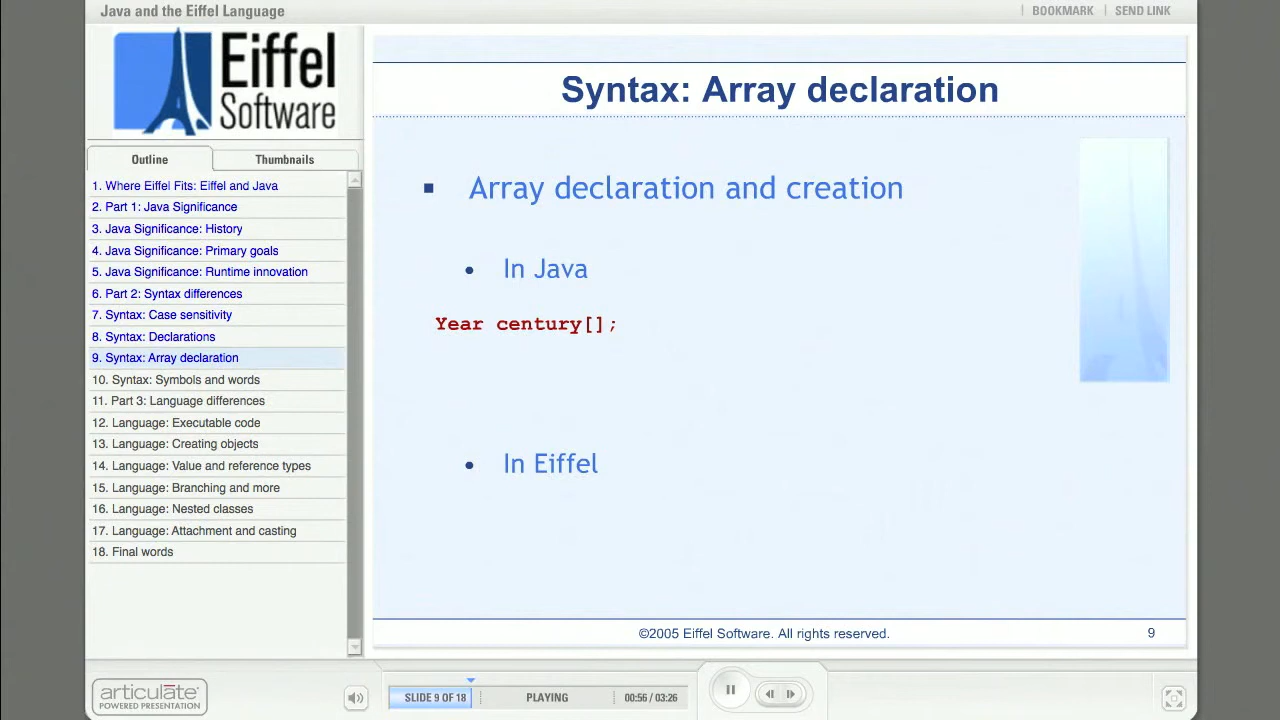 Java and the Eiffel Language
BOOKMARK
SEND LINK
Eiffel
Software
Outline
Thumbnails
1. Where Eiffel Fits: Eiffel and Java
2. Part 1: Java Significance
3. Java Significance: History
4. Java Significance: Primary goals
5. Java Significance: Runtime innovation
6. Part 2: Syntax differences
7. Syntax: Case sensitivity
8. Syntax: Declarations
9. Syntax: Array declaration
10. Syntax: Symbols and words
11. Part 3: Language differences
12. Language: Executable code
13. Language: Creating objects
14. Language: Value and reference types
15. Language: Branching and more
16. Language: Nested classes
17. Language: Attachment and casting
18. Final words
Syntax: Array declaration
Array declaration and creation
In Java
Year century[];
In Eiffel
©2005 Eiffel Software. All rights reserved.
9
articulate
POWERED PRESENTATION
SLIDE 9 OF 18
PLAYING
00:56 / 03:26